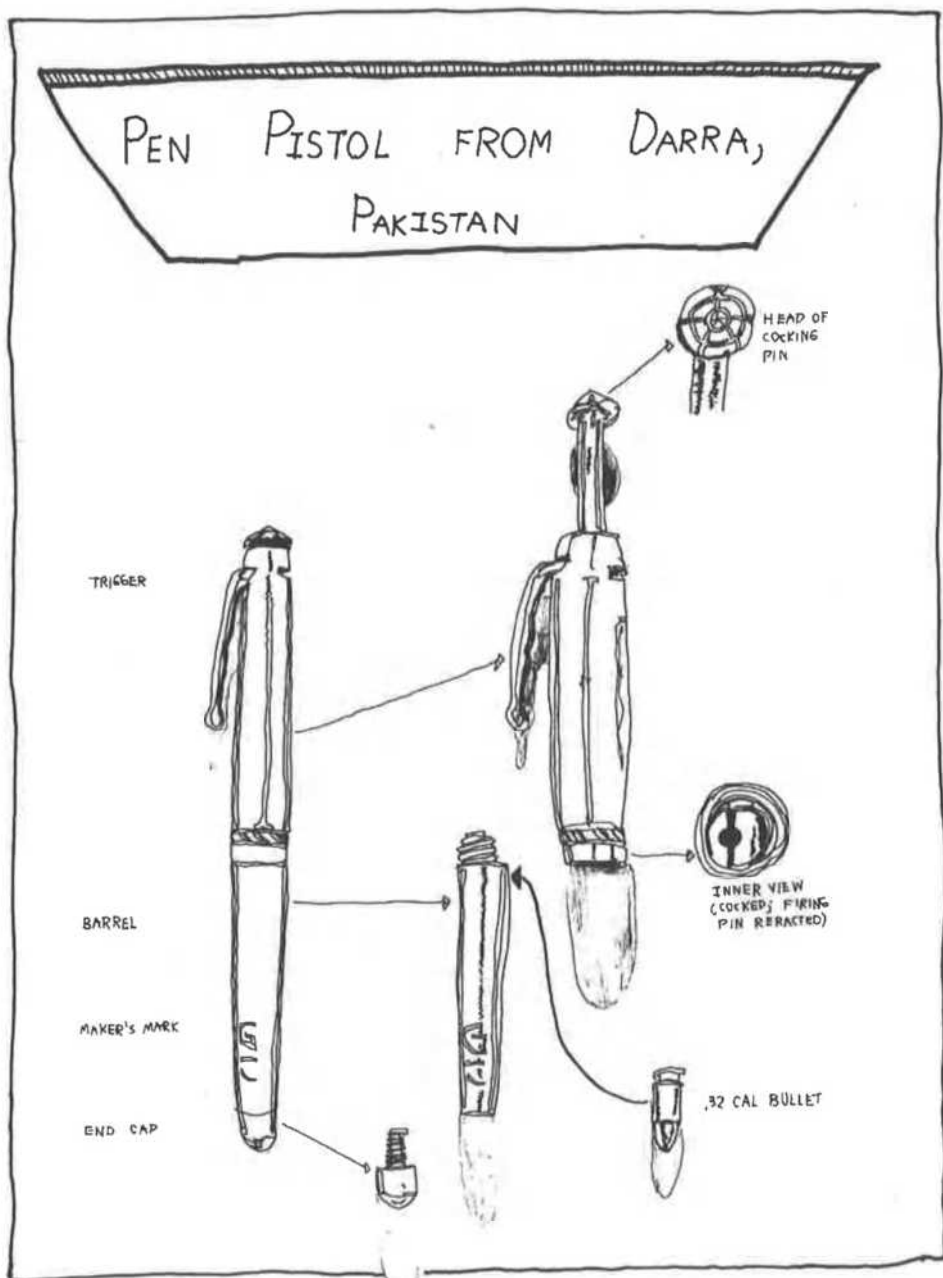 PEN PISTOL FROM DARRA,
PAKISTAN
HEAD OF
COCKING
PIN
TRIGGER
INNER VIEW
(COCKED; FIRING
PIN RERACTED)
BARREL
MAKER'S MARK
.32 CAL BULLET
END CAP